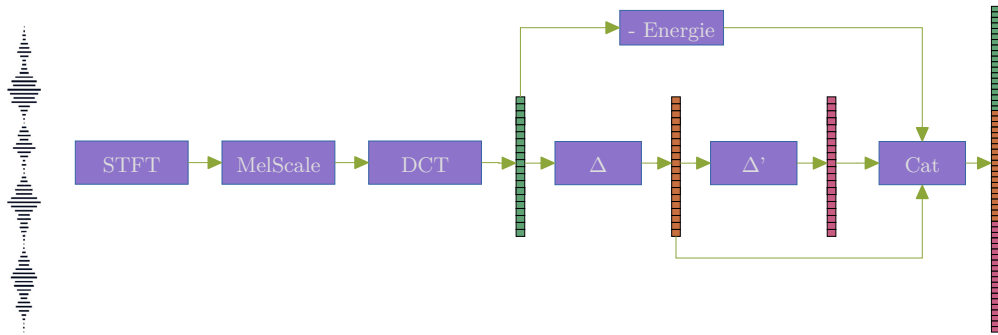 - Energie
STFT
MelScale
DCT
Δ
Δ'
Cat